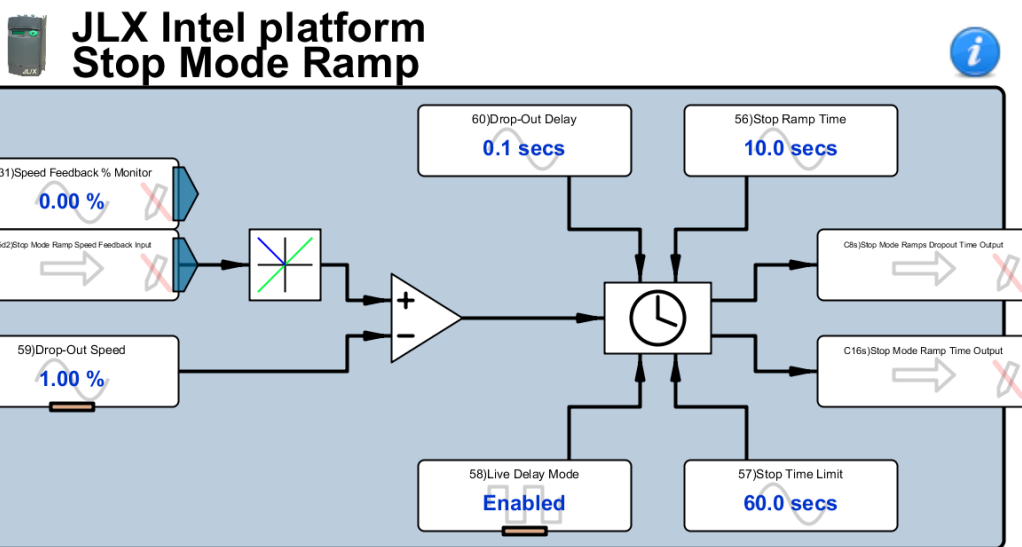 JLX Intel platform
Stop Mode Ramp
JL/X
i
60)Drop-Out Delay
0.1 secs
56)Stop Ramp Time
10.0 secs
31)Speed Feedback % Monitor
0.00 %
d2)Stop Mode Ramp Speed Feedback Input
C8s)Stop Mode Ramps Dropout Time Output
59)Drop-Out Speed
1.00 %
+
−
C16s)Stop Mode Ramp Time Output
58)Live Delay Mode
Enabled
57)Stop Time Limit
60.0 secs